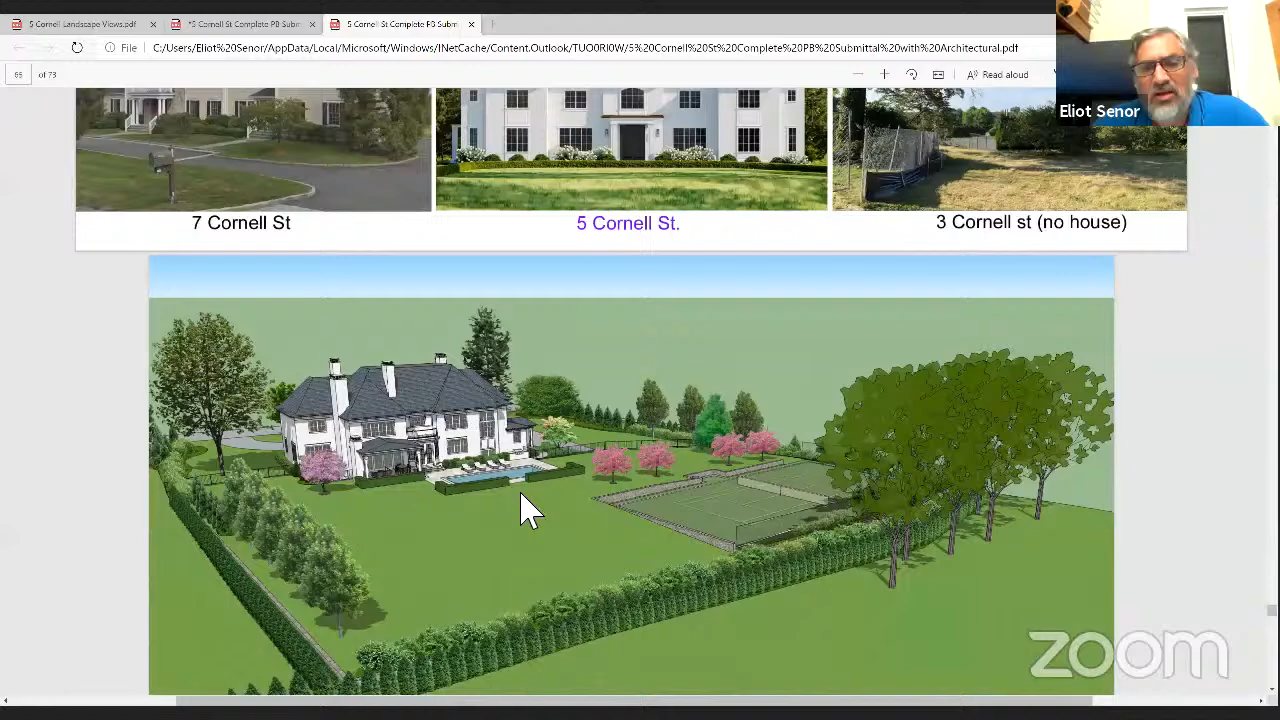 5 Cornell Landscape Views.pdf
*5 Cornell St Complete PB Subm
5 Cornell St Complete PB Subm
File
C:/Users/Eliot%20Senor/AppData/Local/Microsoft/Windows/INetCache/Content.Outlook/TUO0RI0W/5%20Cornell%20St%20Complete%20PB%20Submittal%20with%20Architectural.pdf
65 of 73
Read aloud
Eliot Senor
7 Cornell St
5 Cornell St.
3 Cornell st (no house)
zoom